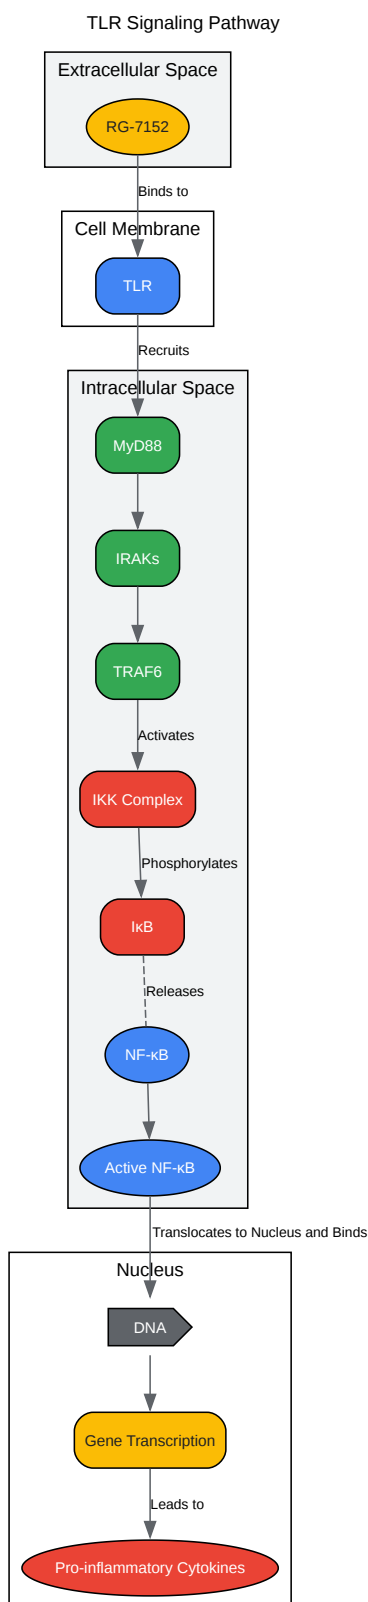 TLR Signaling Pathway
Extracellular Space
RG-7152
Binds to
Cell Membrane
TLR
Recruits
Intracellular Space
MyD88
IRAKs
TRAF6
Activates
IKK Complex
Phosphorylates
IκB
Releases
NF-κB
Active NF-κB
Translocates to Nucleus and Binds
Nucleus
DNA
Gene Transcription
Leads to
Pro-inflammatory Cytokines